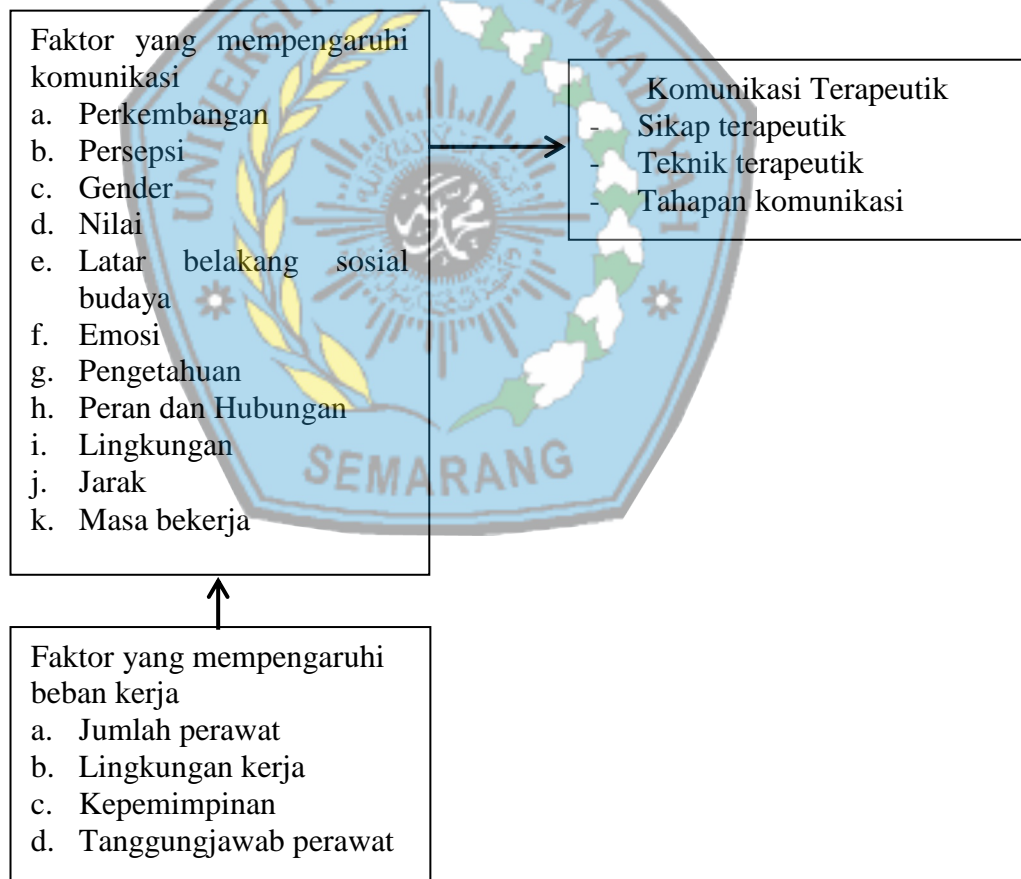 Faktor yang mempengaruhi
komunikasi
a. Perkembangan
b. Persepsi
c. Gender
d. Nilai
e. Latar belakang sosial
budaya
f. Emosi
g. Pengetahuan
h. Peran dan Hubungan
i. Lingkungan
j. Jarak
k. Masa bekerja
Komunikasi Terapeutik
- Sikap terapeutik
- Teknik terapeutik
- Tahapan komunikasi
SEMARANG
Faktor yang mempengaruhi
beban kerja
a. Jumlah perawat
b. Lingkungan kerja
c. Kepemimpinan
d. Tanggungjawab perawat